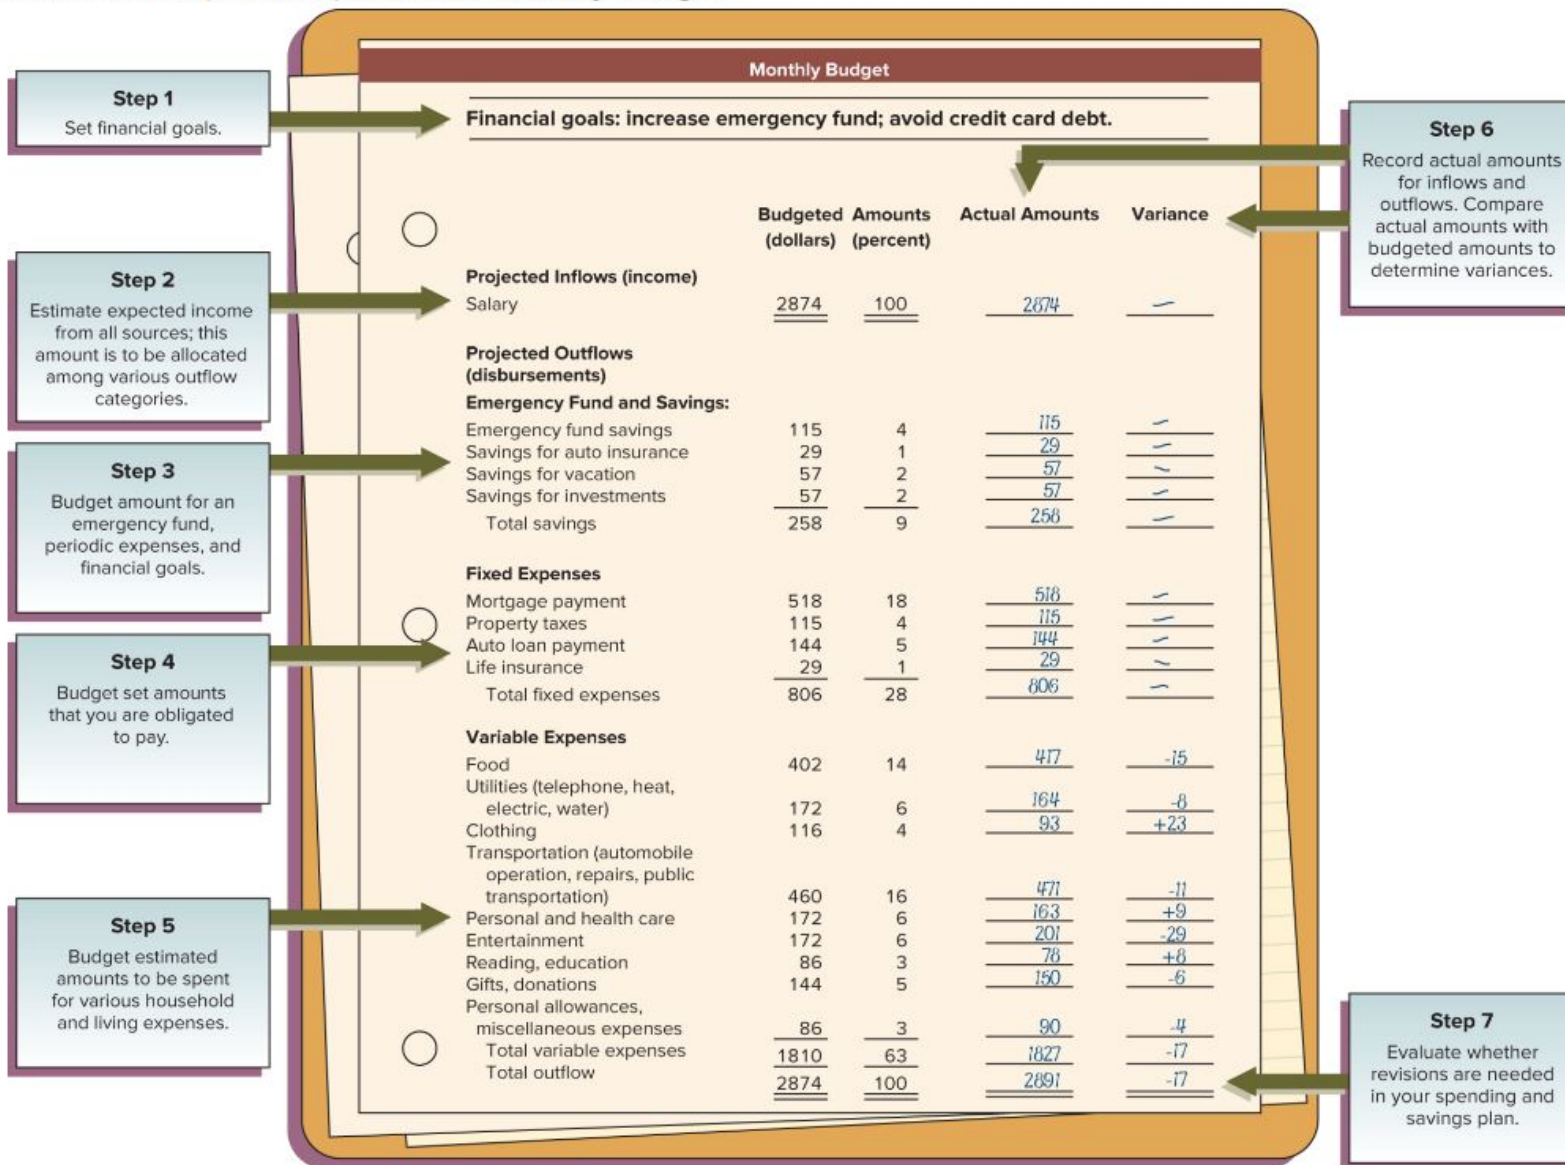 Monthly Budget
Step 1
Set financial goals.
Financial goals: increase emergency fund; avoid credit card debt.
Step 6
Record actual amounts
for inflows and
outflows. Compare
actual amounts with
budgeted amounts to
determine variances.
Budgeted Amounts Actual Amounts Variance
(dollars) (percent)
Step 2
Estimate expected income
from all sources; this
amount is to be allocated
among various outflow
categories.
Projected Inflows (income)
Salary 2874 100 2874 –
Projected Outflows
(disbursements)
Emergency Fund and Savings:
Emergency fund savings 115 4 115 –
Savings for auto insurance 29 1 29 –
Savings for vacation 57 2 57 –
Savings for investments 57 2 57 –
Total savings 258 9 258 –
Step 3
Budget amount for an
emergency fund,
periodic expenses, and
financial goals.
Fixed Expenses
Mortgage payment 518 18 518 –
Property taxes 115 4 115 –
Auto loan payment 144 5 144 –
Life insurance 29 1 29 –
Total fixed expenses 806 28 806 –
Step 4
Budget set amounts
that you are obligated
to pay.
Variable Expenses
Food 402 14 417 -15
Utilities (telephone, heat,
electric, water) 172 6 164 -8
Clothing 116 4 93 +23
Transportation (automobile
operation, repairs, public
transportation) 460 16 471 -11
Personal and health care 172 6 163 +9
Entertainment 172 6 201 -29
Reading, education 86 3 78 +8
Gifts, donations 144 5 150 -6
Personal allowances,
miscellaneous expenses 86 3 90 -4
Total variable expenses 1810 63 1827 -17
Total outflow 2874 100 2891 -17
Step 5
Budget estimated
amounts to be spent
for various household
and living expenses.
Step 7
Evaluate whether
revisions are needed
in your spending and
savings plan.